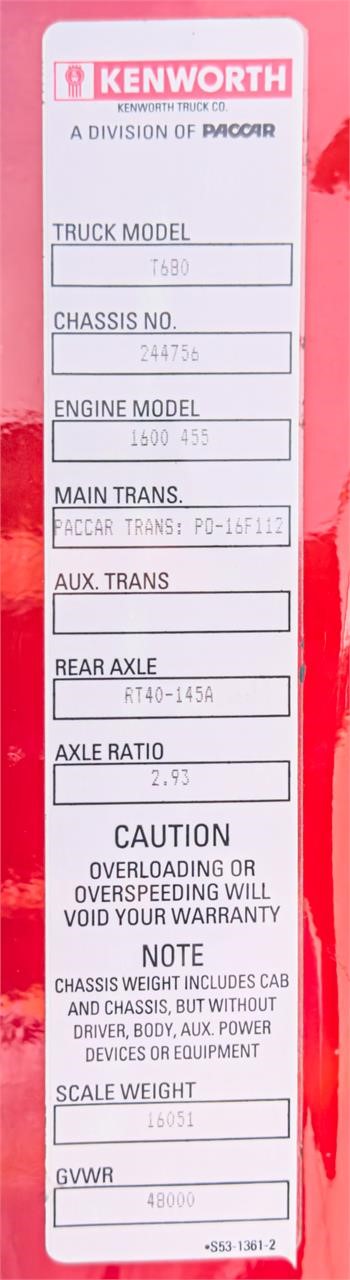 KENWORTH
KENWORTH TRUCK CO.
A DIVISION OF PACCAR
TRUCK MODEL
T680
CHASSIS NO.
244756
ENGINE MODEL
1600 455
MAIN TRANS.
PACCAR TRANS: PO-16F112
AUX. TRANS
REAR AXLE
RT40-145A
AXLE RATIO
2.93
CAUTION
OVERLOADING OR
OVERSPEEDING WILL
VOID YOUR WARRANTY
NOTE
CHASSIS WEIGHT INCLUDES CAB
AND CHASSIS, BUT WITHOUT
DRIVER, BODY, AUX. POWER
DEVICES OR EQUIPMENT
SCALE WEIGHT
16051
GVWR
48000
•S53-1361-2